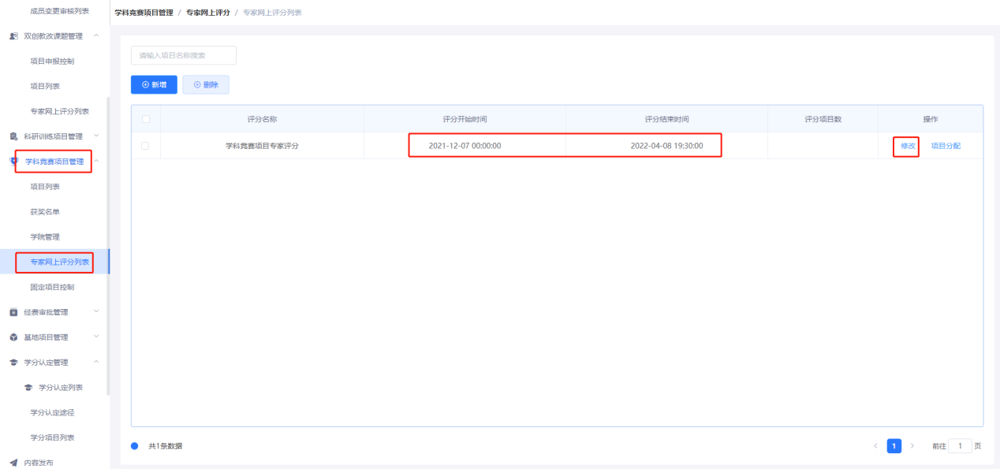 成员变更审核列表
双创教改课题管理
项目申报控制
项目列表
专家网上评分列表
科研训练项目管理
学科竞赛项目管理
项目列表
获奖名单
学院管理
专家网上评分列表
固定项目控制
经费审批管理
基地项目管理
学分认定管理
学分认定列表
学分认定途径
学分项目列表
内容发布
学科竞赛项目管理 / 专家网上评分 / 专家网上评分列表
请输入项目名称搜索
新增 删除
评分名称 评分开始时间 评分结束时间 评分项目数 操作
学科竞赛项目专家评分 2021-12-07 00:00:00 2022-04-08 19:30:00 修改 项目分配
共1条数据 < 1 > 前往 1 页